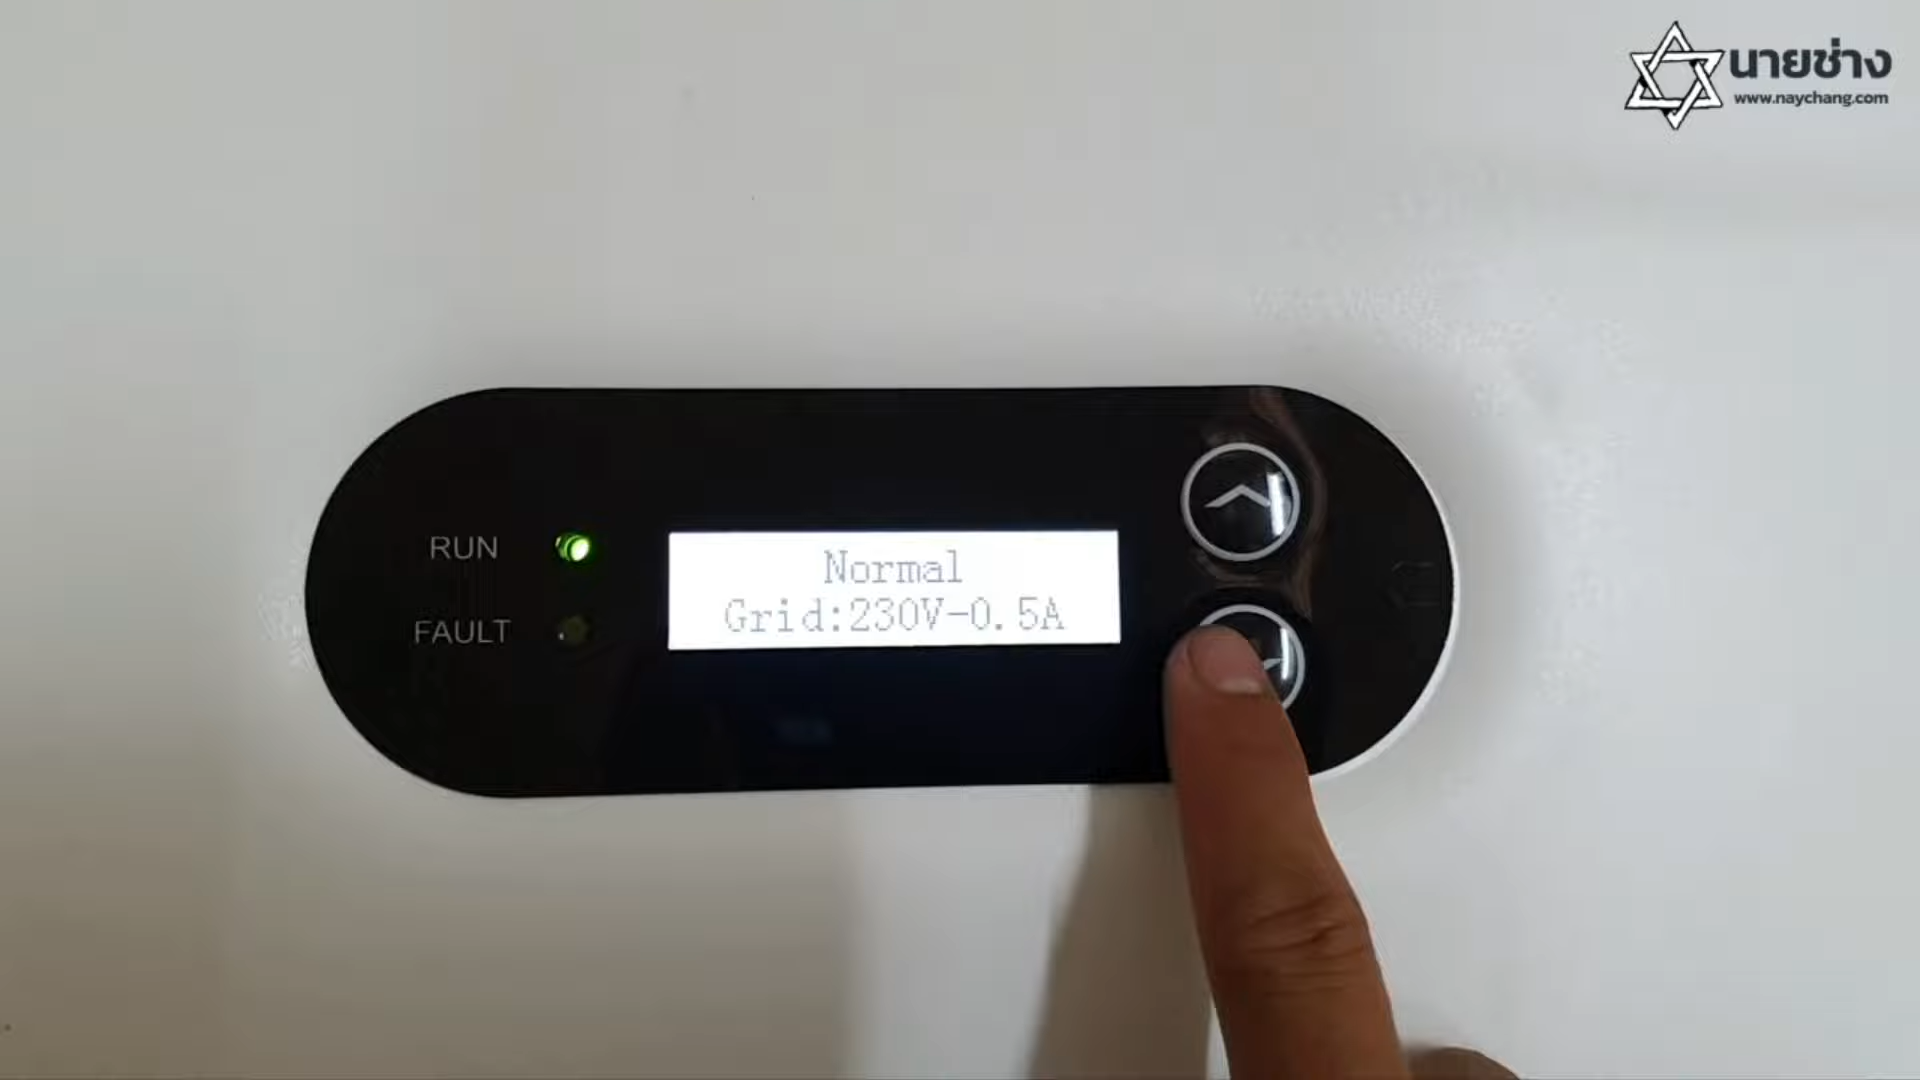 นายช่าง
www.naychang.com
RUN
FAULT
Normal
Grid:230V-0.5A